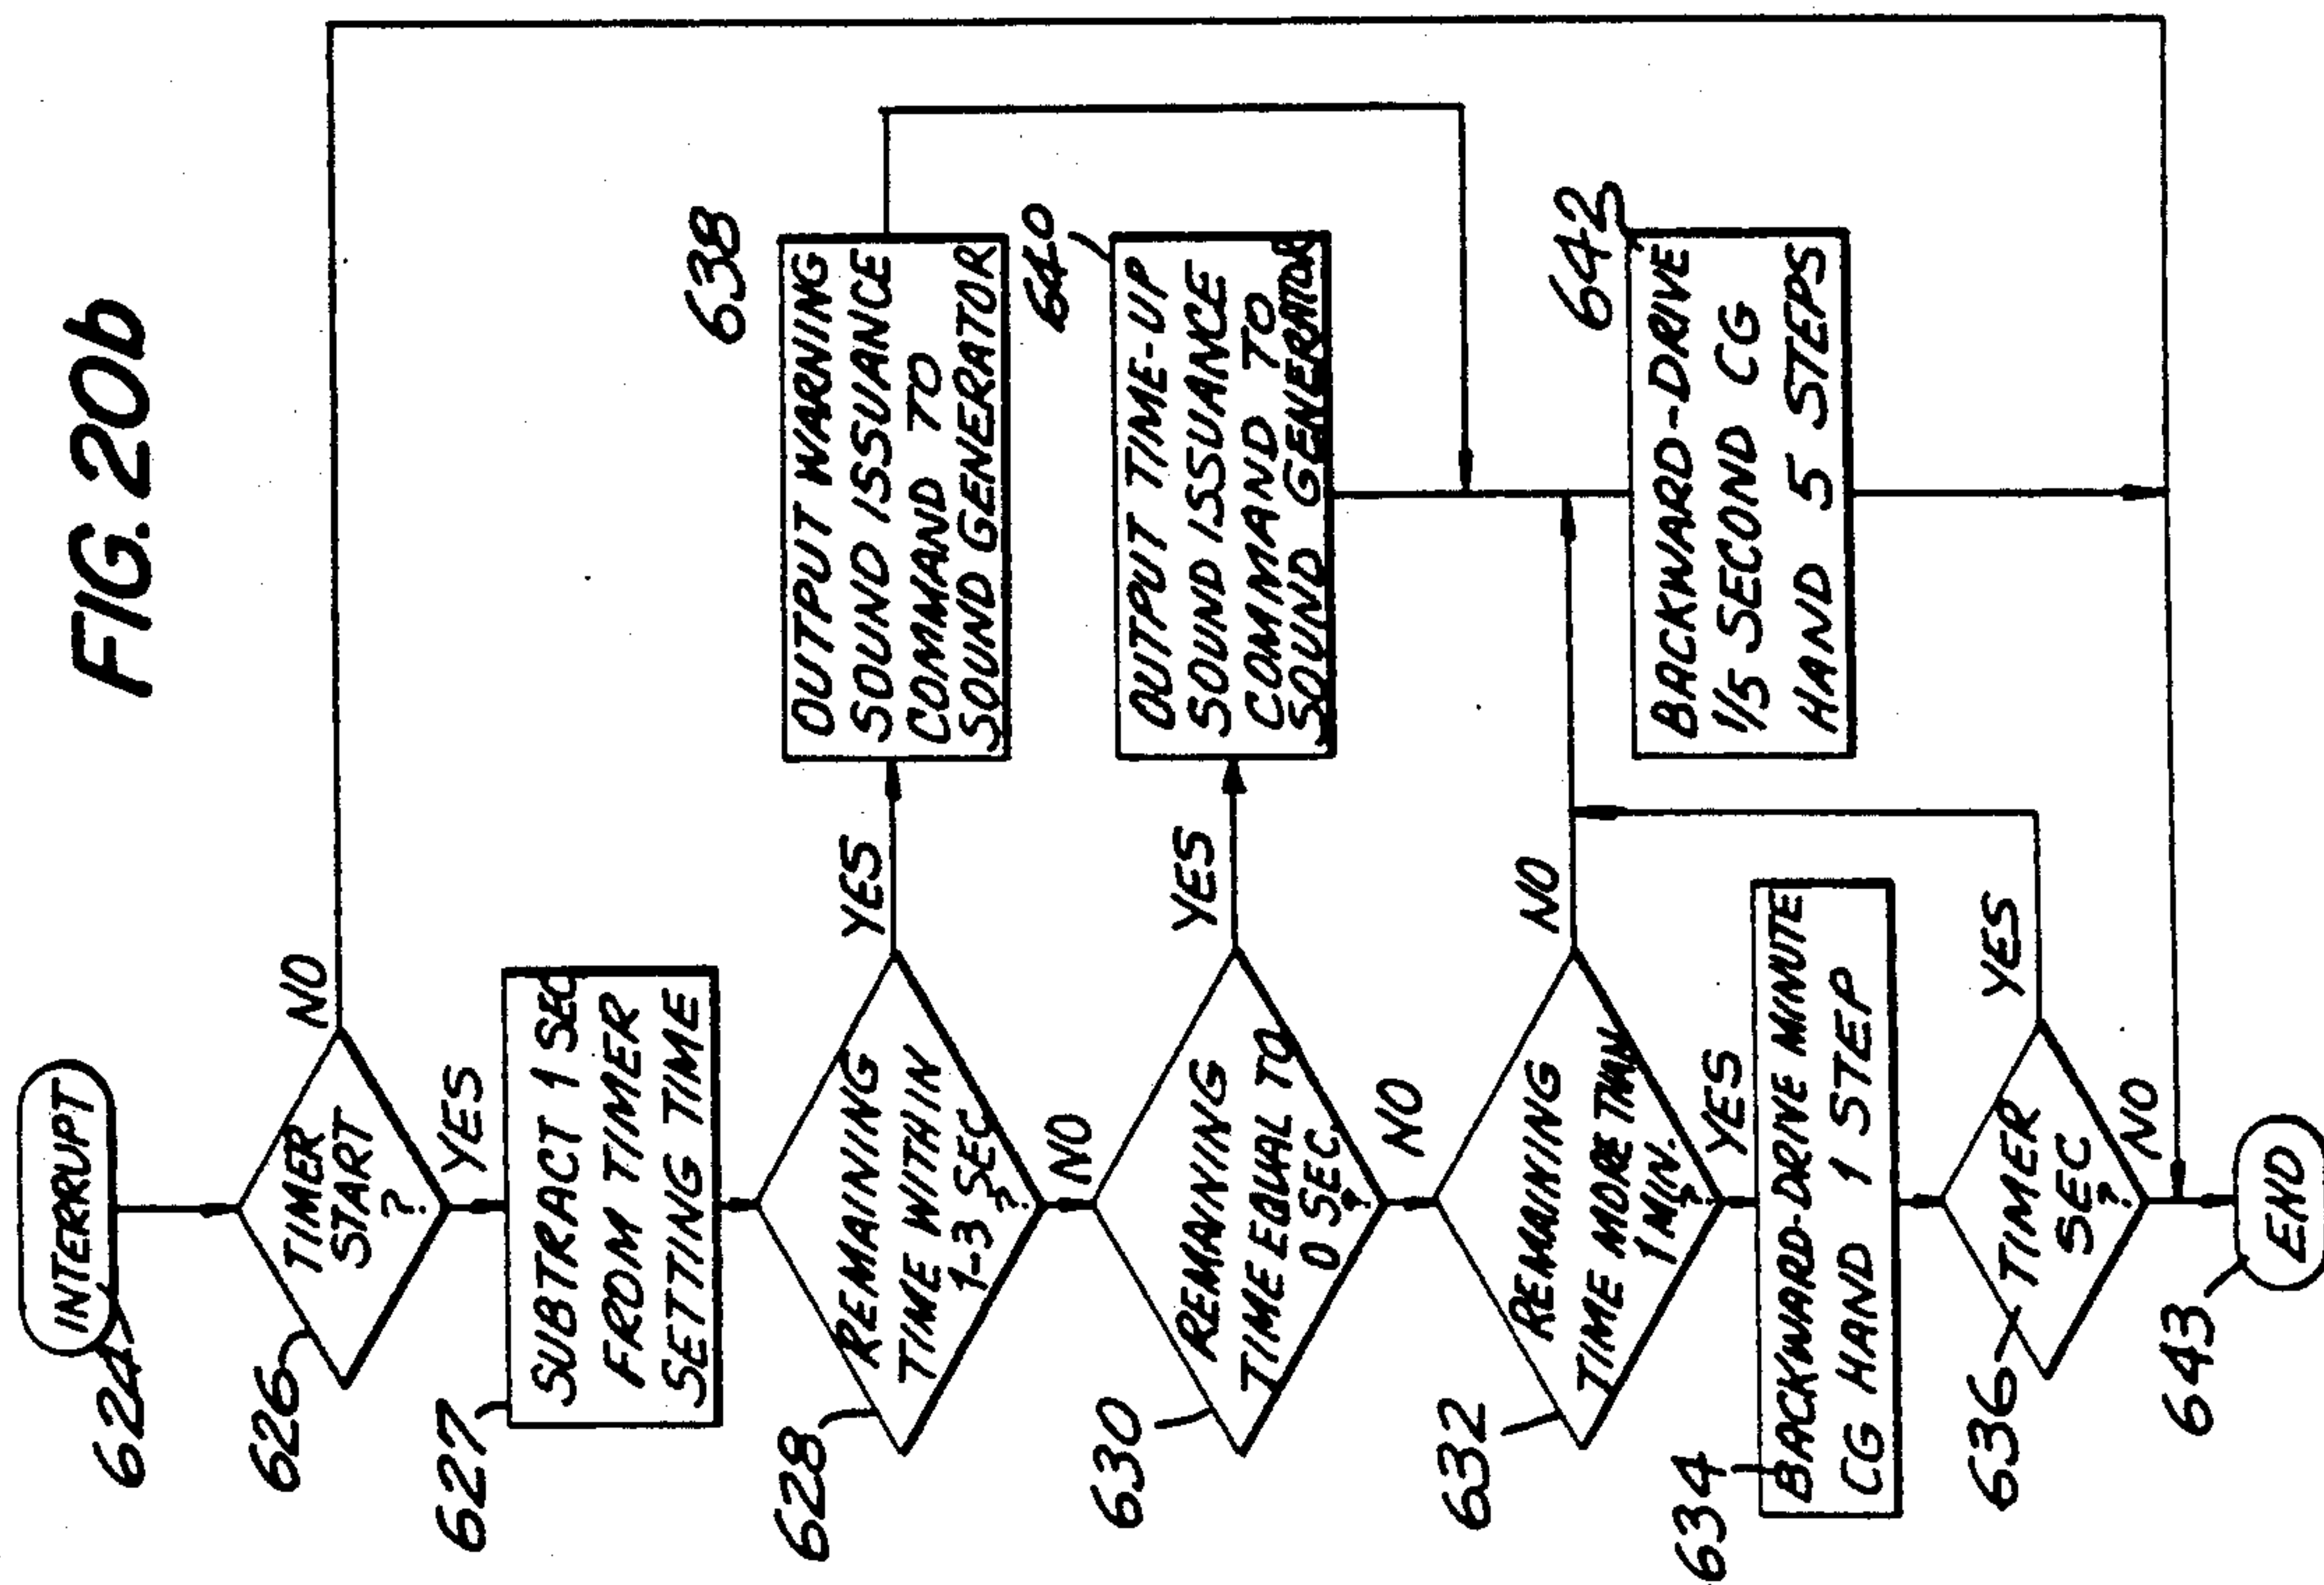 FIG. 20b
624
INTERRUPT
626
TIMER
START
?
NO
YES
627
SUBTRACT 1 SEC
FROM TIMER
SETTING TIME
628
REMAINING
TIME WITHIN
1-3 SEC
?
YES
NO
638
OUTPUT WARNING
SOUND ISSUANCE
COMMAND TO
SOUND GENERATOR
630
REMAINING
TIME EQUAL TO
0 SEC
?
YES
NO
640
OUTPUT TIME-UP
SOUND ISSUANCE
COMMAND TO
SOUND GENERATOR
632
REMAINING
TIME MORE THAN
1 MIN.
?
NO
YES
634
BACKWARD-DRIVE MINUTE
CG HAND 1 STEP
642
BACKWARD-DRIVE
1/5 SECOND CG
HAND 5 STEPS
636
TIMER
SEC
?
YES
NO
643
END